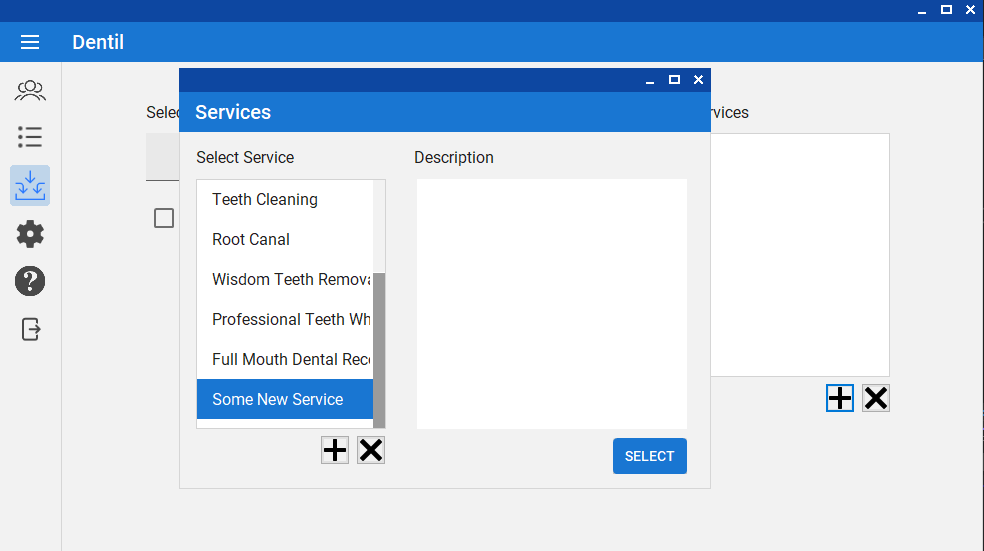 Dentil
Services
Select Service
Description
Teeth Cleaning
Root Canal
Wisdom Teeth Remova
Professional Teeth Wh
Full Mouth Dental Reco
Some New Service
SELECT
Selec
rvices